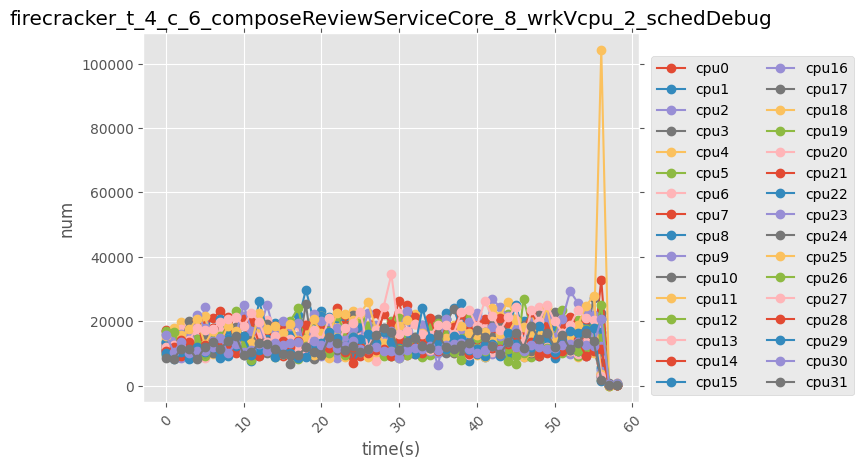 firecracker_t_4_c_6_composeReviewServiceCore_8_wrkVcpu_2_schedDebug
100000
80000
60000
40000
20000
0
num
0 10 20 30 40 50 60
time(s)
cpu0 cpu16
cpu1 cpu17
cpu2 cpu18
cpu3 cpu19
cpu4 cpu20
cpu5 cpu21
cpu6 cpu22
cpu7 cpu23
cpu8 cpu24
cpu9 cpu25
cpu10 cpu26
cpu11 cpu27
cpu12 cpu28
cpu13 cpu29
cpu14 cpu30
cpu15 cpu31